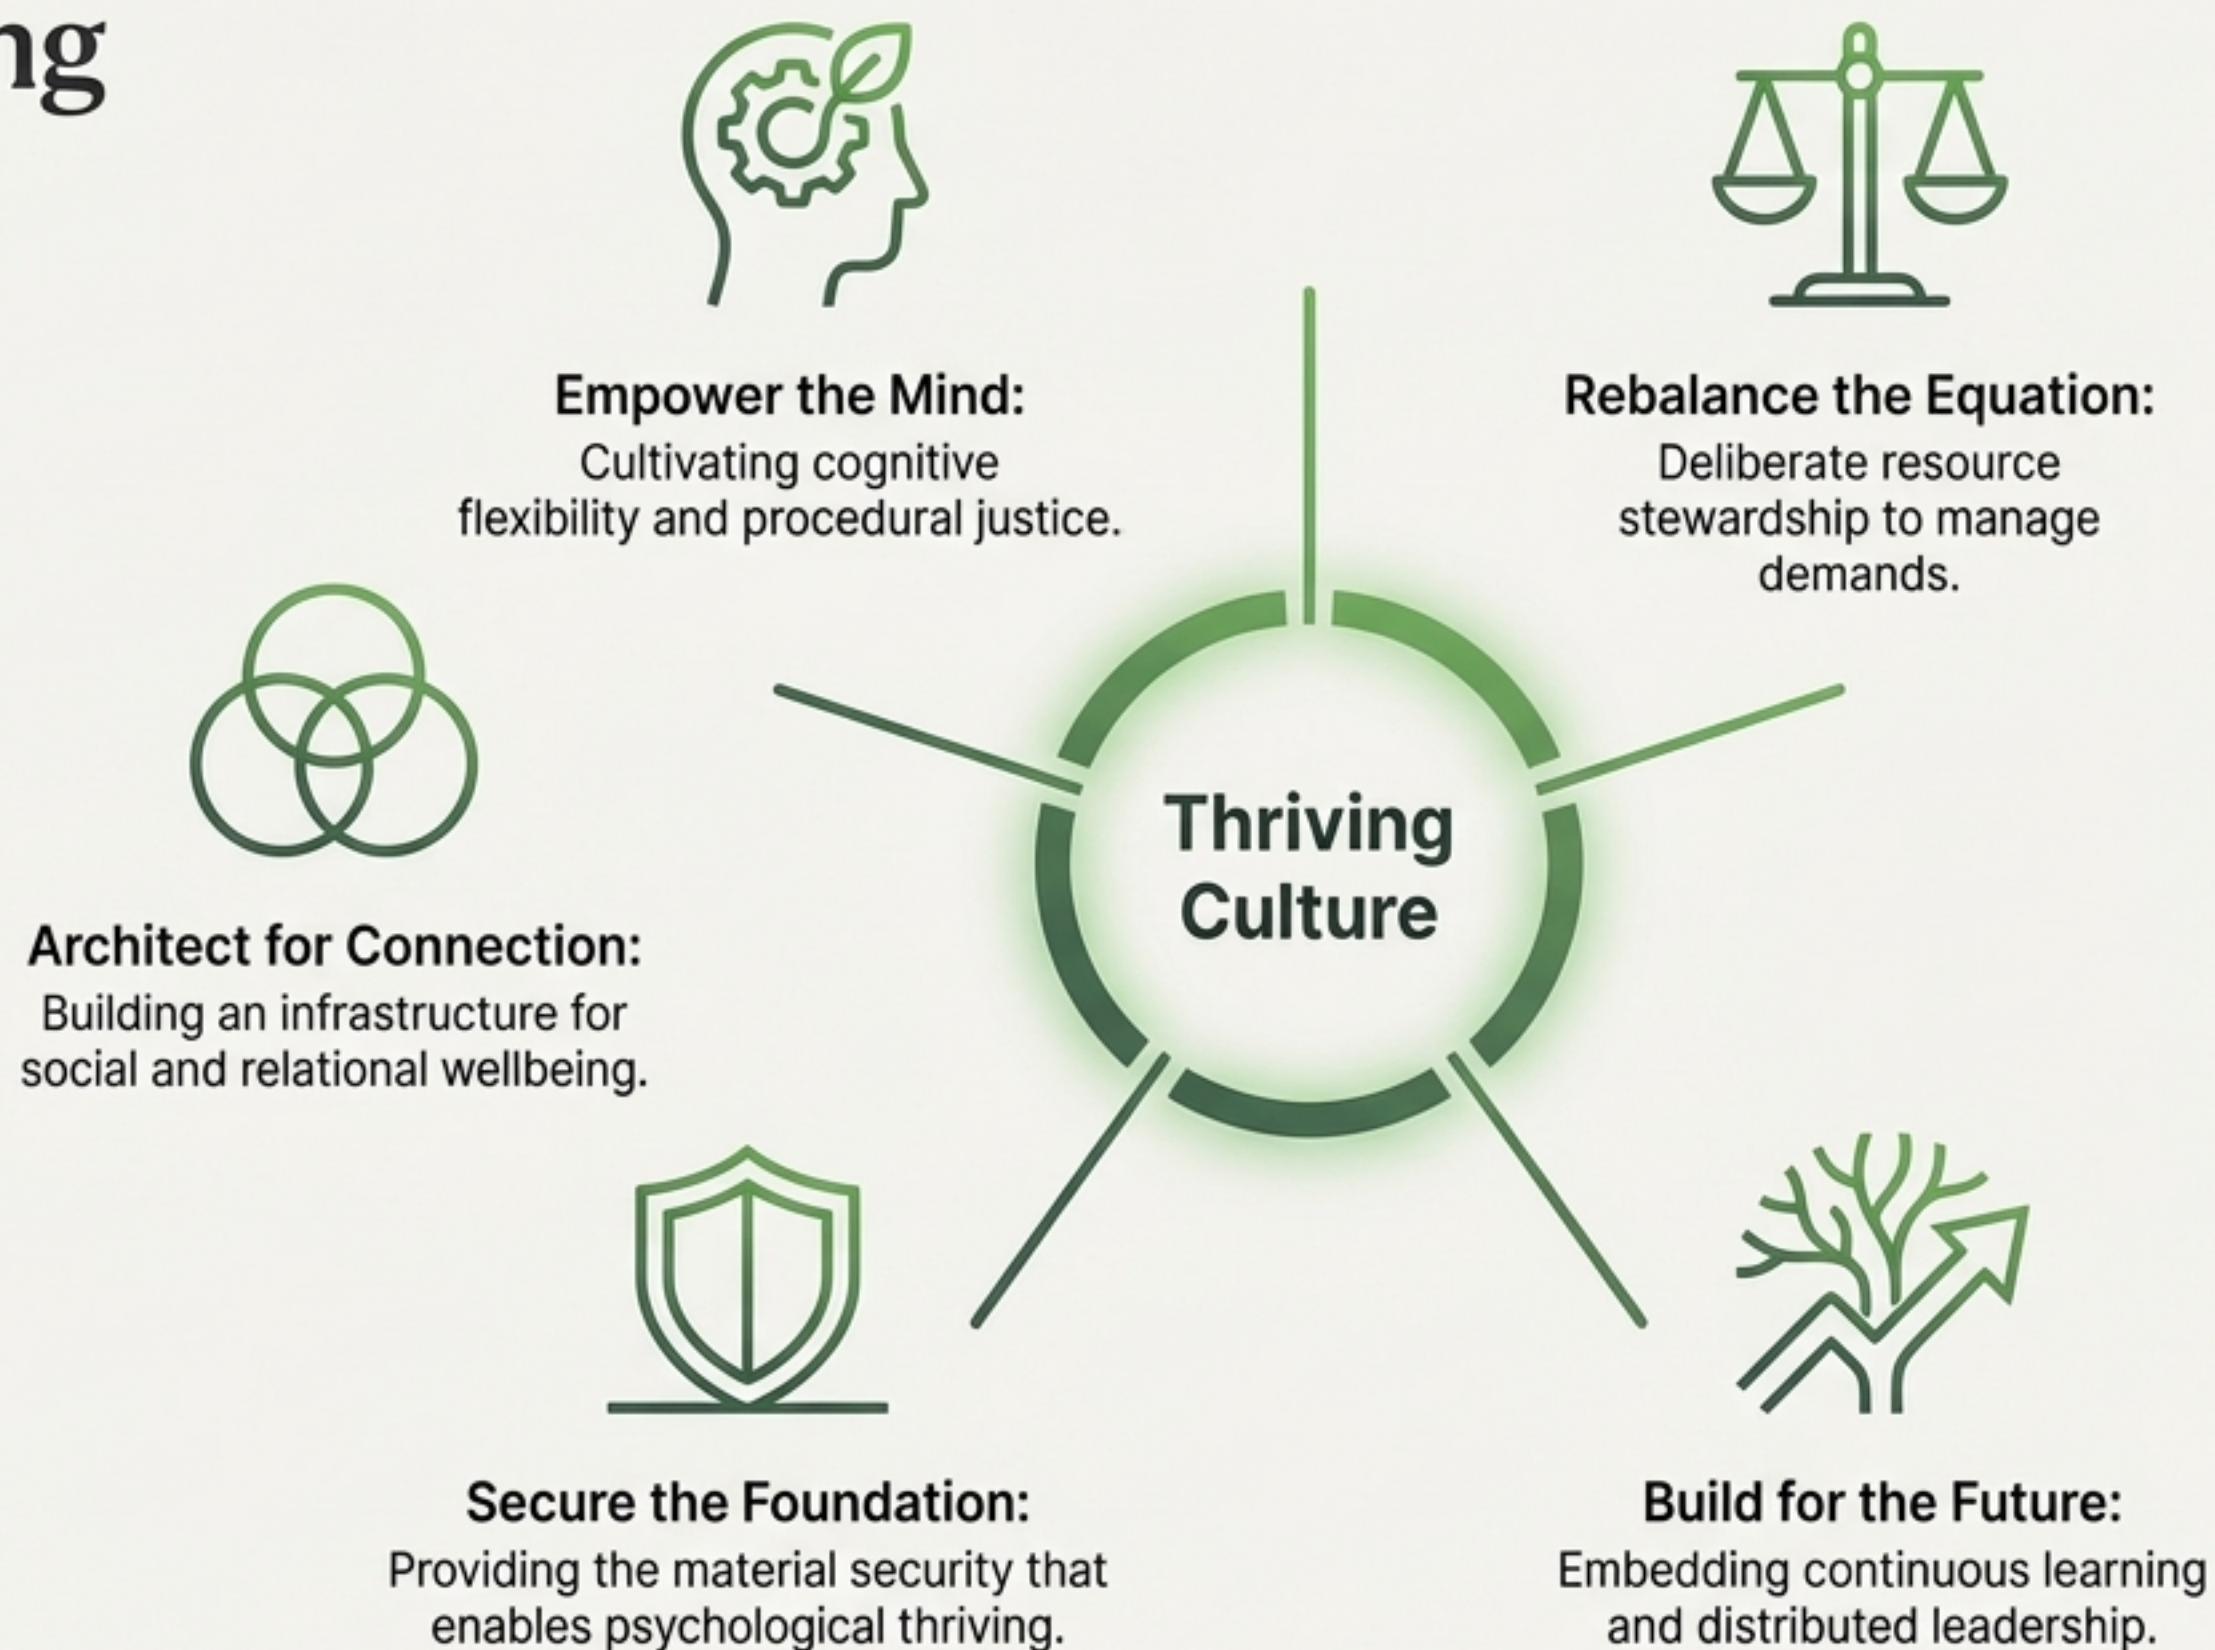 ng
Empower the Mind:
Cultivating cognitive
flexibility and procedural justice.
Rebalance the Equation:
Deliberate resource
stewardship to manage
demands.
Thriving
Culture
Architect for Connection:
Building an infrastructure for
social and relational wellbeing.
Secure the Foundation:
Providing the material security that
enables psychological thriving.
Build for the Future:
Embedding continuous learning
and distributed leadership.